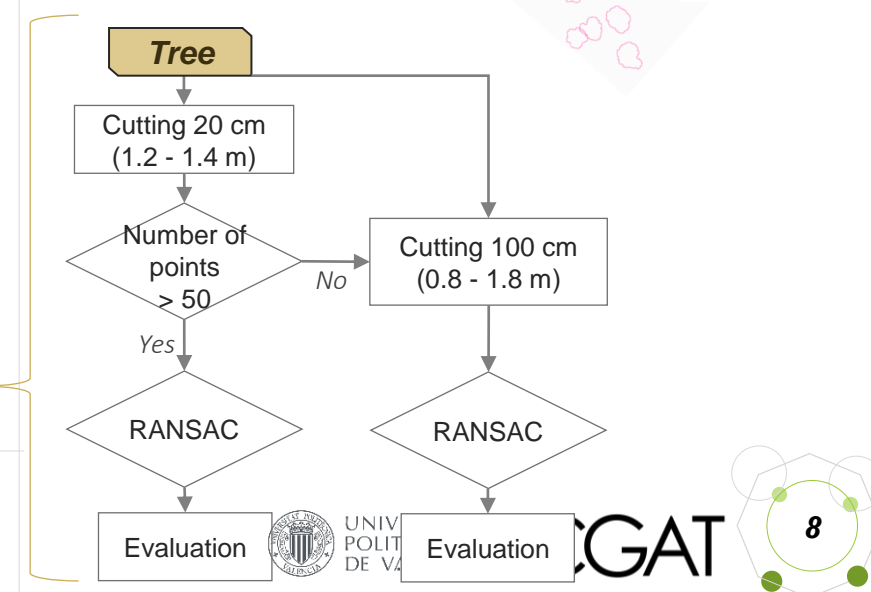 Tree
Cutting 20 cm
(1.2 - 1.4 m)
Number of
points
> 50
No
Cutting 100 cm
(0.8 - 1.8 m)
Yes
RANSAC
RANSAC
Evaluation
UNIV
POLIT
DE VA
Evaluation
CGAT
8